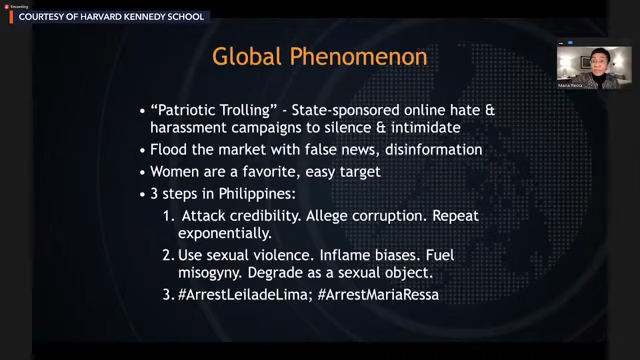 Streaming
COURTESY OF HARVARD KENNEDY SCHOOL
Global Phenomenon
Maria Ressa
• “Patriotic Trolling” - State-sponsored online hate &
harassment campaigns to silence & intimidate
• Flood the market with false news, disinformation
• Women are a favorite, easy target
• 3 steps in Philippines:
1. Attack credibility. Allege corruption. Repeat
exponentially.
2. Use sexual violence. Inflame biases. Fuel
misogyny. Degrade as a sexual object.
3. #ArrestLeiladeLima; #ArrestMariaRessa